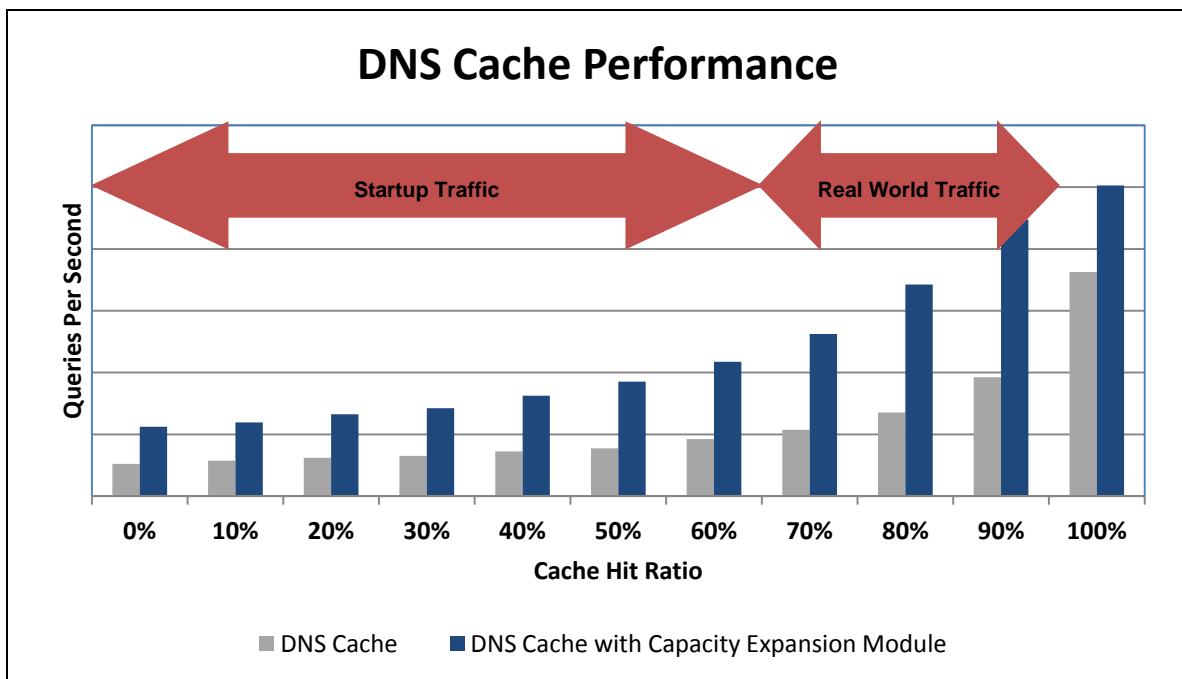 DNS Cache Performance
Startup Traffic
Real World Traffic
Queries Per Second
0% 10% 20% 30% 40% 50% 60% 70% 80% 90% 100%
Cache Hit Ratio
DNS Cache DNS Cache with Capacity Expansion Module